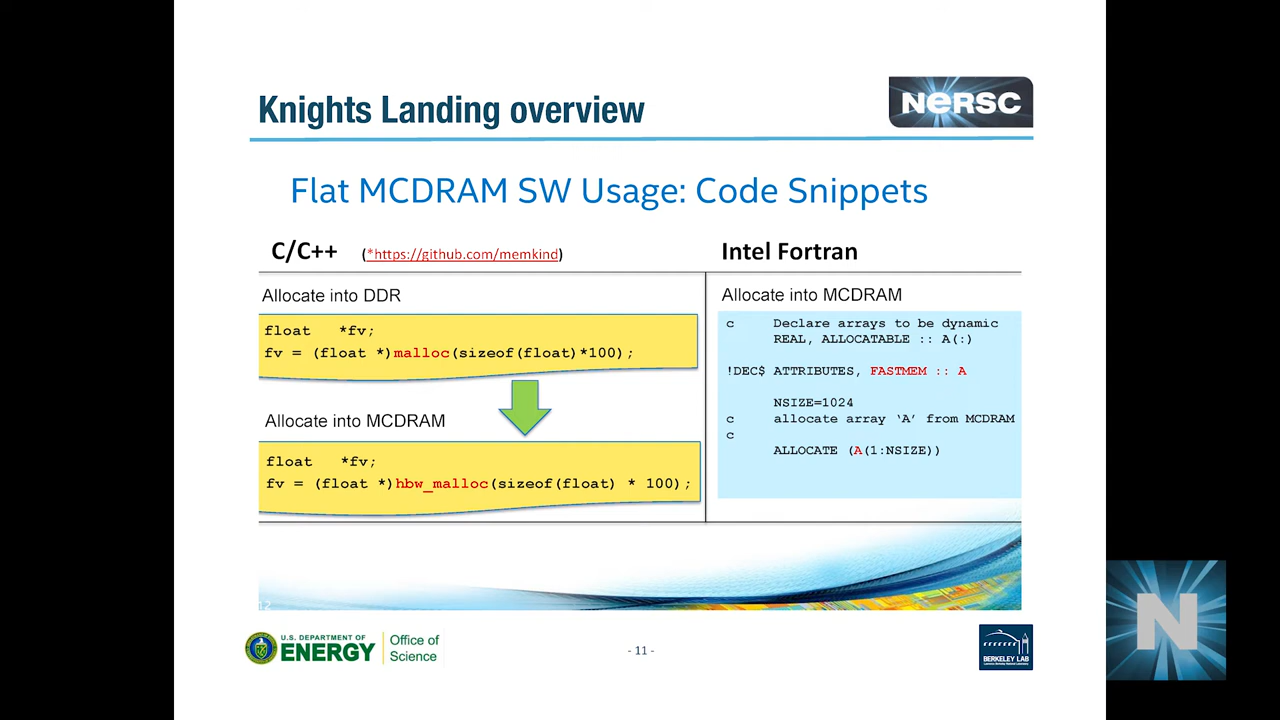 Knights Landing overview
NERSC
Flat MCDRAM SW Usage: Code Snippets
C/C++ (*https://github.com/memkind)
Allocate into DDR
float *fv;
fv = (float *)malloc(sizeof(float)*100);
Allocate into MCDRAM
float *fv;
fv = (float *)hbw_malloc(sizeof(float) * 100);
Intel Fortran
Allocate into MCDRAM
c Declare arrays to be dynamic
REAL, ALLOCATABLE :: A(:)
!DEC$ ATTRIBUTES, FASTMEM :: A
NSIZE=1024
c allocate array ‘A’ from MCDRAM
c
ALLOCATE (A(1:NSIZE))
12
U.S. DEPARTMENT OF
ENERGY
Office of
Science
- 11 -
BERKELEY LAB
N